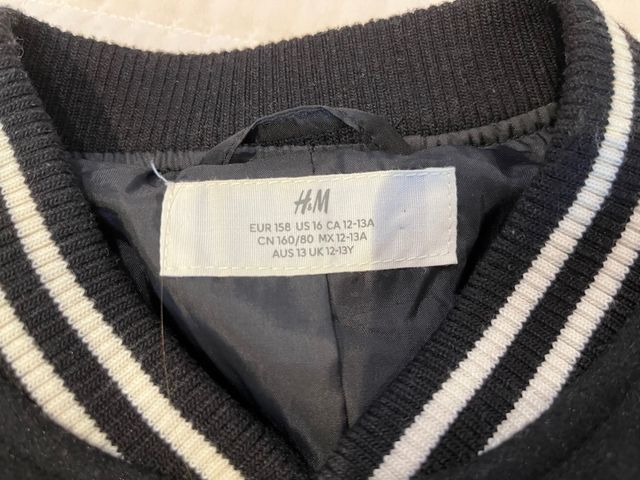 H&M
EUR 158 US 16 CA 12-13A
CN 160/80 MX 12-13A
AUS 13 UK 12-13Y